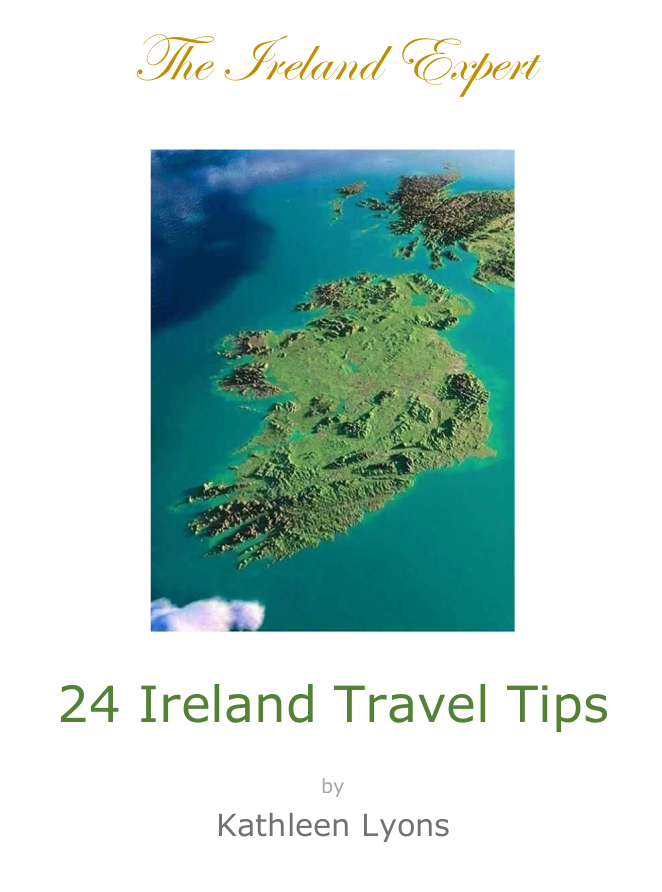 The Ireland Expert
24 Ireland Travel Tips
by
Kathleen Lyons